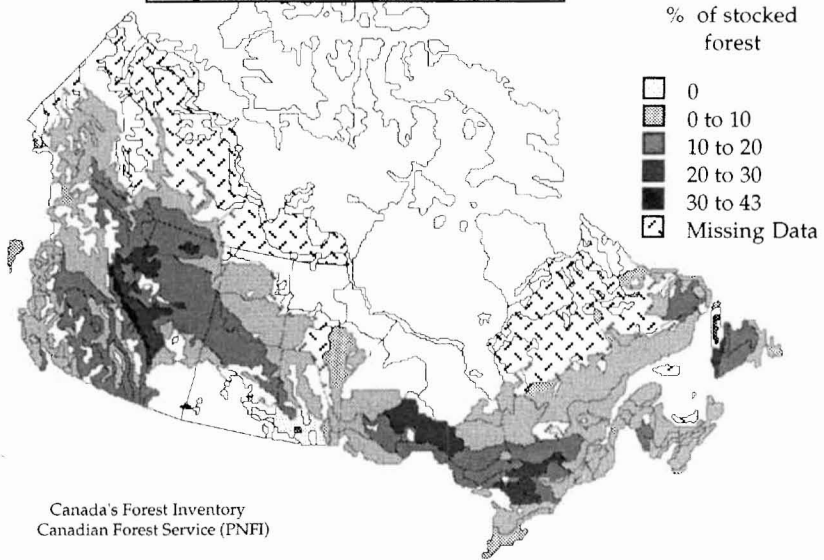 % of stocked
forest
0
0 to 10
10 to 20
20 to 30
30 to 43
Missing Data
Canada's Forest Inventory
Canadian Forest Service (PNFI)